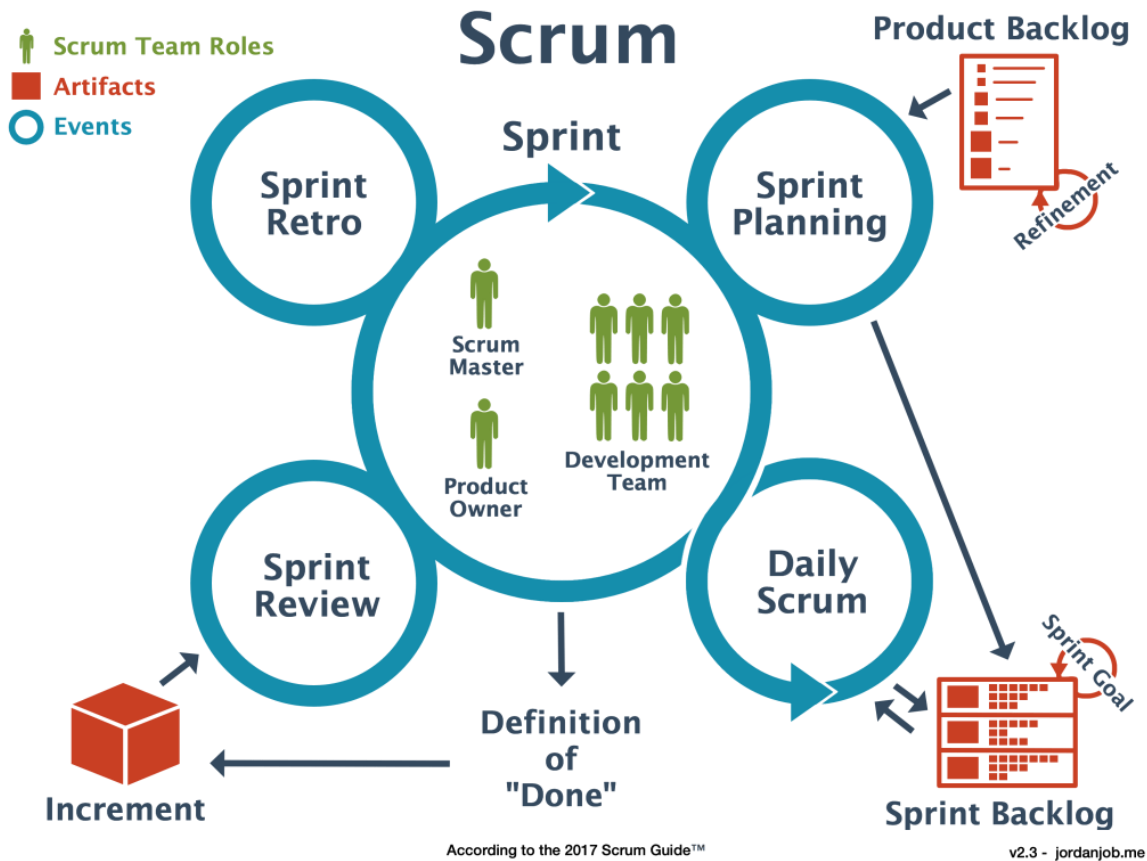 Scrum
Scrum Team Roles
Artifacts
Events
Sprint
Sprint
Retro
Sprint
Planning
Product Backlog
Refinement
Scrum
Master
Product
Owner
Development
Team
Sprint
Review
Daily
Scrum
Sprint Goal
Sprint Backlog
Definition
of
"Done"
Increment
According to the 2017 Scrum Guide™
v2.3 - jordanjob.me